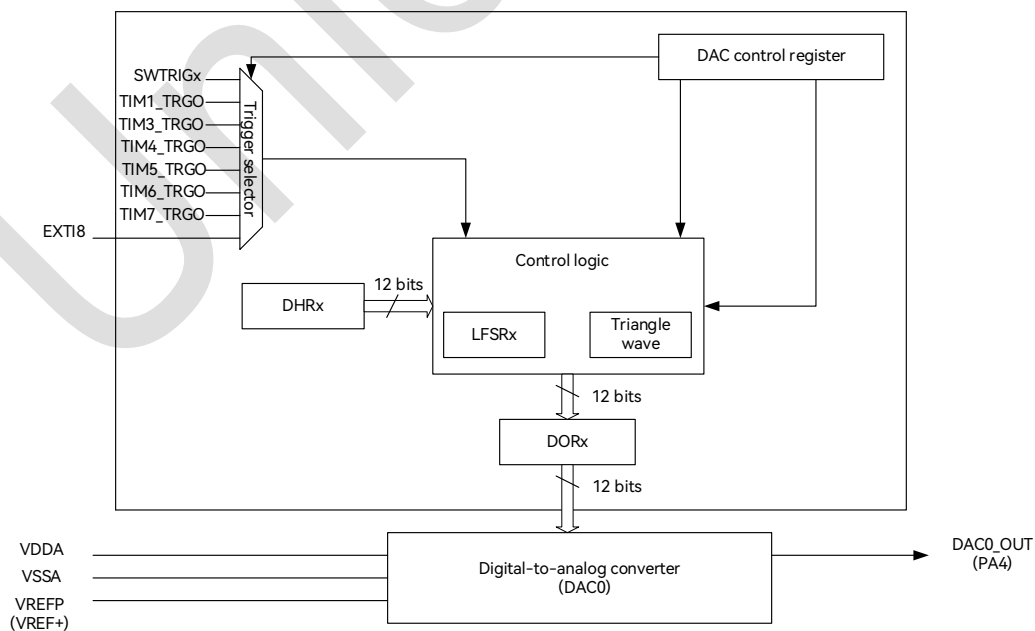 DAC control register
SWTRIGx
TIM1_TRGO
TIM3_TRGO
TIM4_TRGO
TIM5_TRGO
TIM6_TRGO
TIM7_TRGO
EXTI8
Trigger selector
Control logic
12 bits
DHRx
LFSRx
Triangle
wave
12 bits
DORx
12 bits
VDDA
VSSA
VREFP
(VREF+)
Digital-to-analog converter
(DAC0)
DAC0_OUT
(PA4)